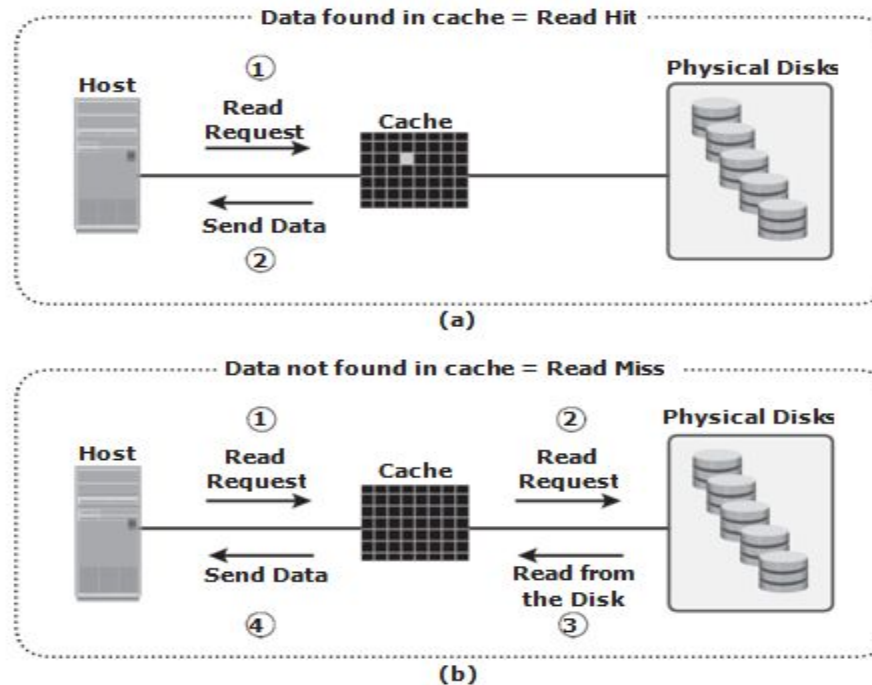 Data found in cache = Read Hit
1
Host
Physical Disks
Read
Request
Cache
Send Data
2
(a)
Data not found in cache = Read Miss
1
2
Physical Disks
Host
Read
Request
Cache
Read
Request
Send Data
Read from
the Disk
4
3
(b)